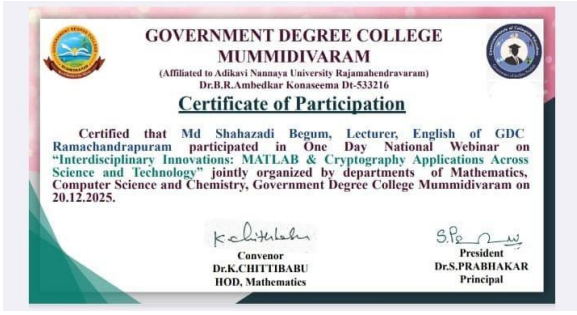 GOVERNMENT DEGREE COLLEGE
MUMMIDIVARAM
(Affiliated to Adikavi Nannaya University Rajamahendravaram)
Dr.B.R.Ambedkar Konaseema Dt-533216
Certificate of Participation
Certified that Md Shahazadi Begum, Lecturer, English of GDC
Ramachandrapuram participated in One Day National Webinar on
“Interdisciplinary Innovations: MATLAB & Cryptography Applications Across
Science and Technology” jointly organized by departments of Mathematics,
Computer Science and Chemistry, Government Degree College Mummidivaram on
20.12.2025.
Convenor
Dr.K.CHITTIBABU
HOD, Mathematics
President
Dr.S.PRABHAKAR
Principal